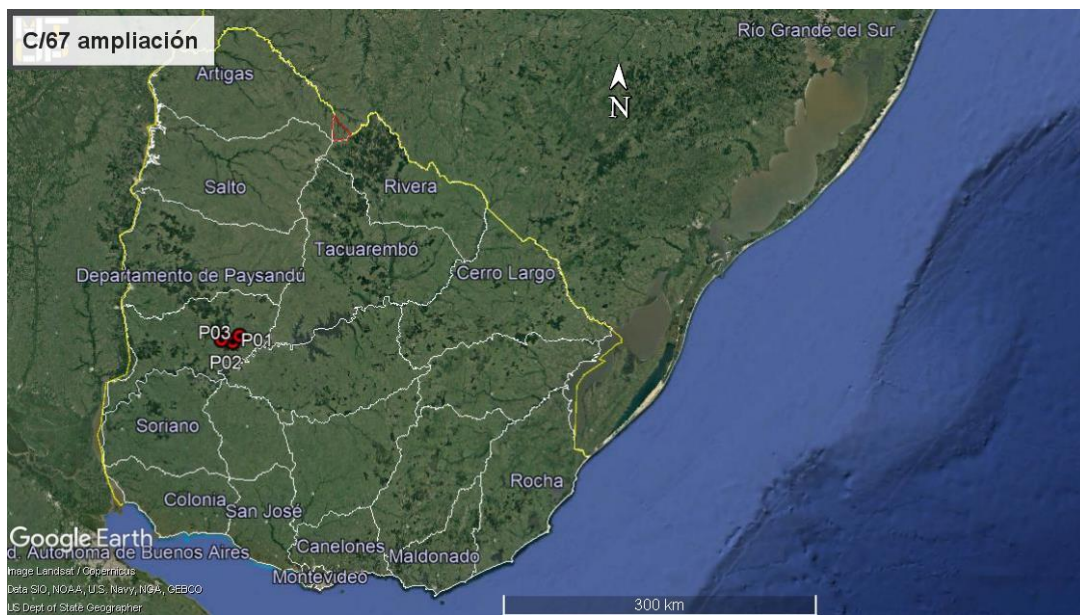 C/67 ampliación
Río Grande del Sur
Artigas
N
Salto
Rivera
Tacuarembó
Departamento de Paysandú
Cerro Largo
P03
P01
P02
Soriano
Rocha
Colonia
San José
Google Earth
d. Autónoma de Buenos Aires
Canelones
Maldonado
Image Landsat / Copernicus
Montevideo
Data SIO, NOAA, U.S. Navy, NGA, GEBCO
US Dept of State Geographer
300 km